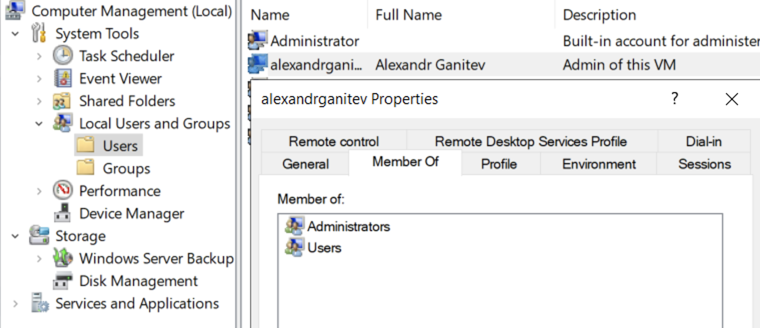 Computer Management (Local)
System Tools
Task Scheduler
Event Viewer
Shared Folders
Local Users and Groups
Users
Groups
Performance
Device Manager
Storage
Windows Server Backup
Disk Management
Services and Applications
Name Full Name Description
Administrator Built-in account for administer
alexandrgani... Alexandr Ganitev Admin of this VM
alexandrganitev Properties ?
Remote control Remote Desktop Services Profile Dial-in
General Member Of Profile Environment Sessions
Member of:
Administrators
Users